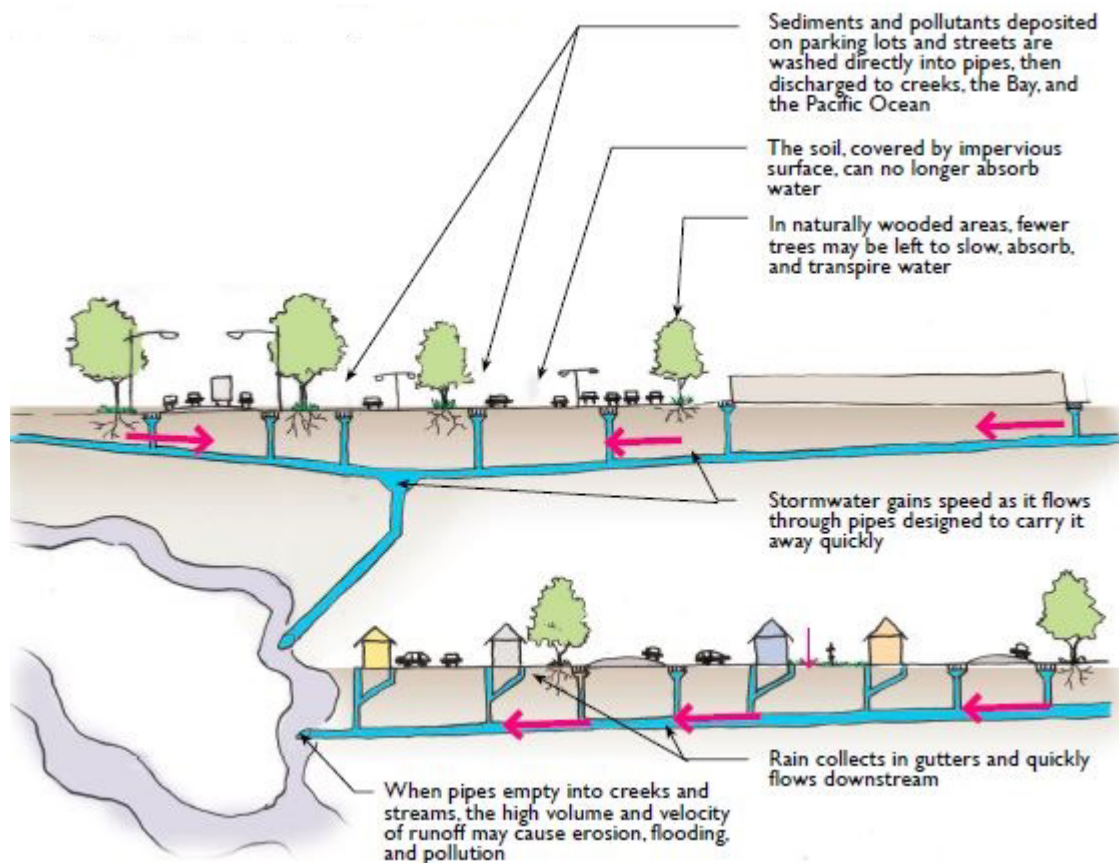 Sediments and pollutants deposited
on parking lots and streets are
washed directly into pipes, then
discharged to creeks, the Bay, and
the Pacific Ocean
The soil, covered by impervious
surface, can no longer absorb
water
In naturally wooded areas, fewer
trees may be left to slow, absorb,
and transpire water
Stormwater gains speed as it flows
through pipes designed to carry it
away quickly
Rain collects in gutters and quickly
flows downstream
When pipes empty into creeks and
streams, the high volume and velocity
of runoff may cause erosion, flooding,
and pollution